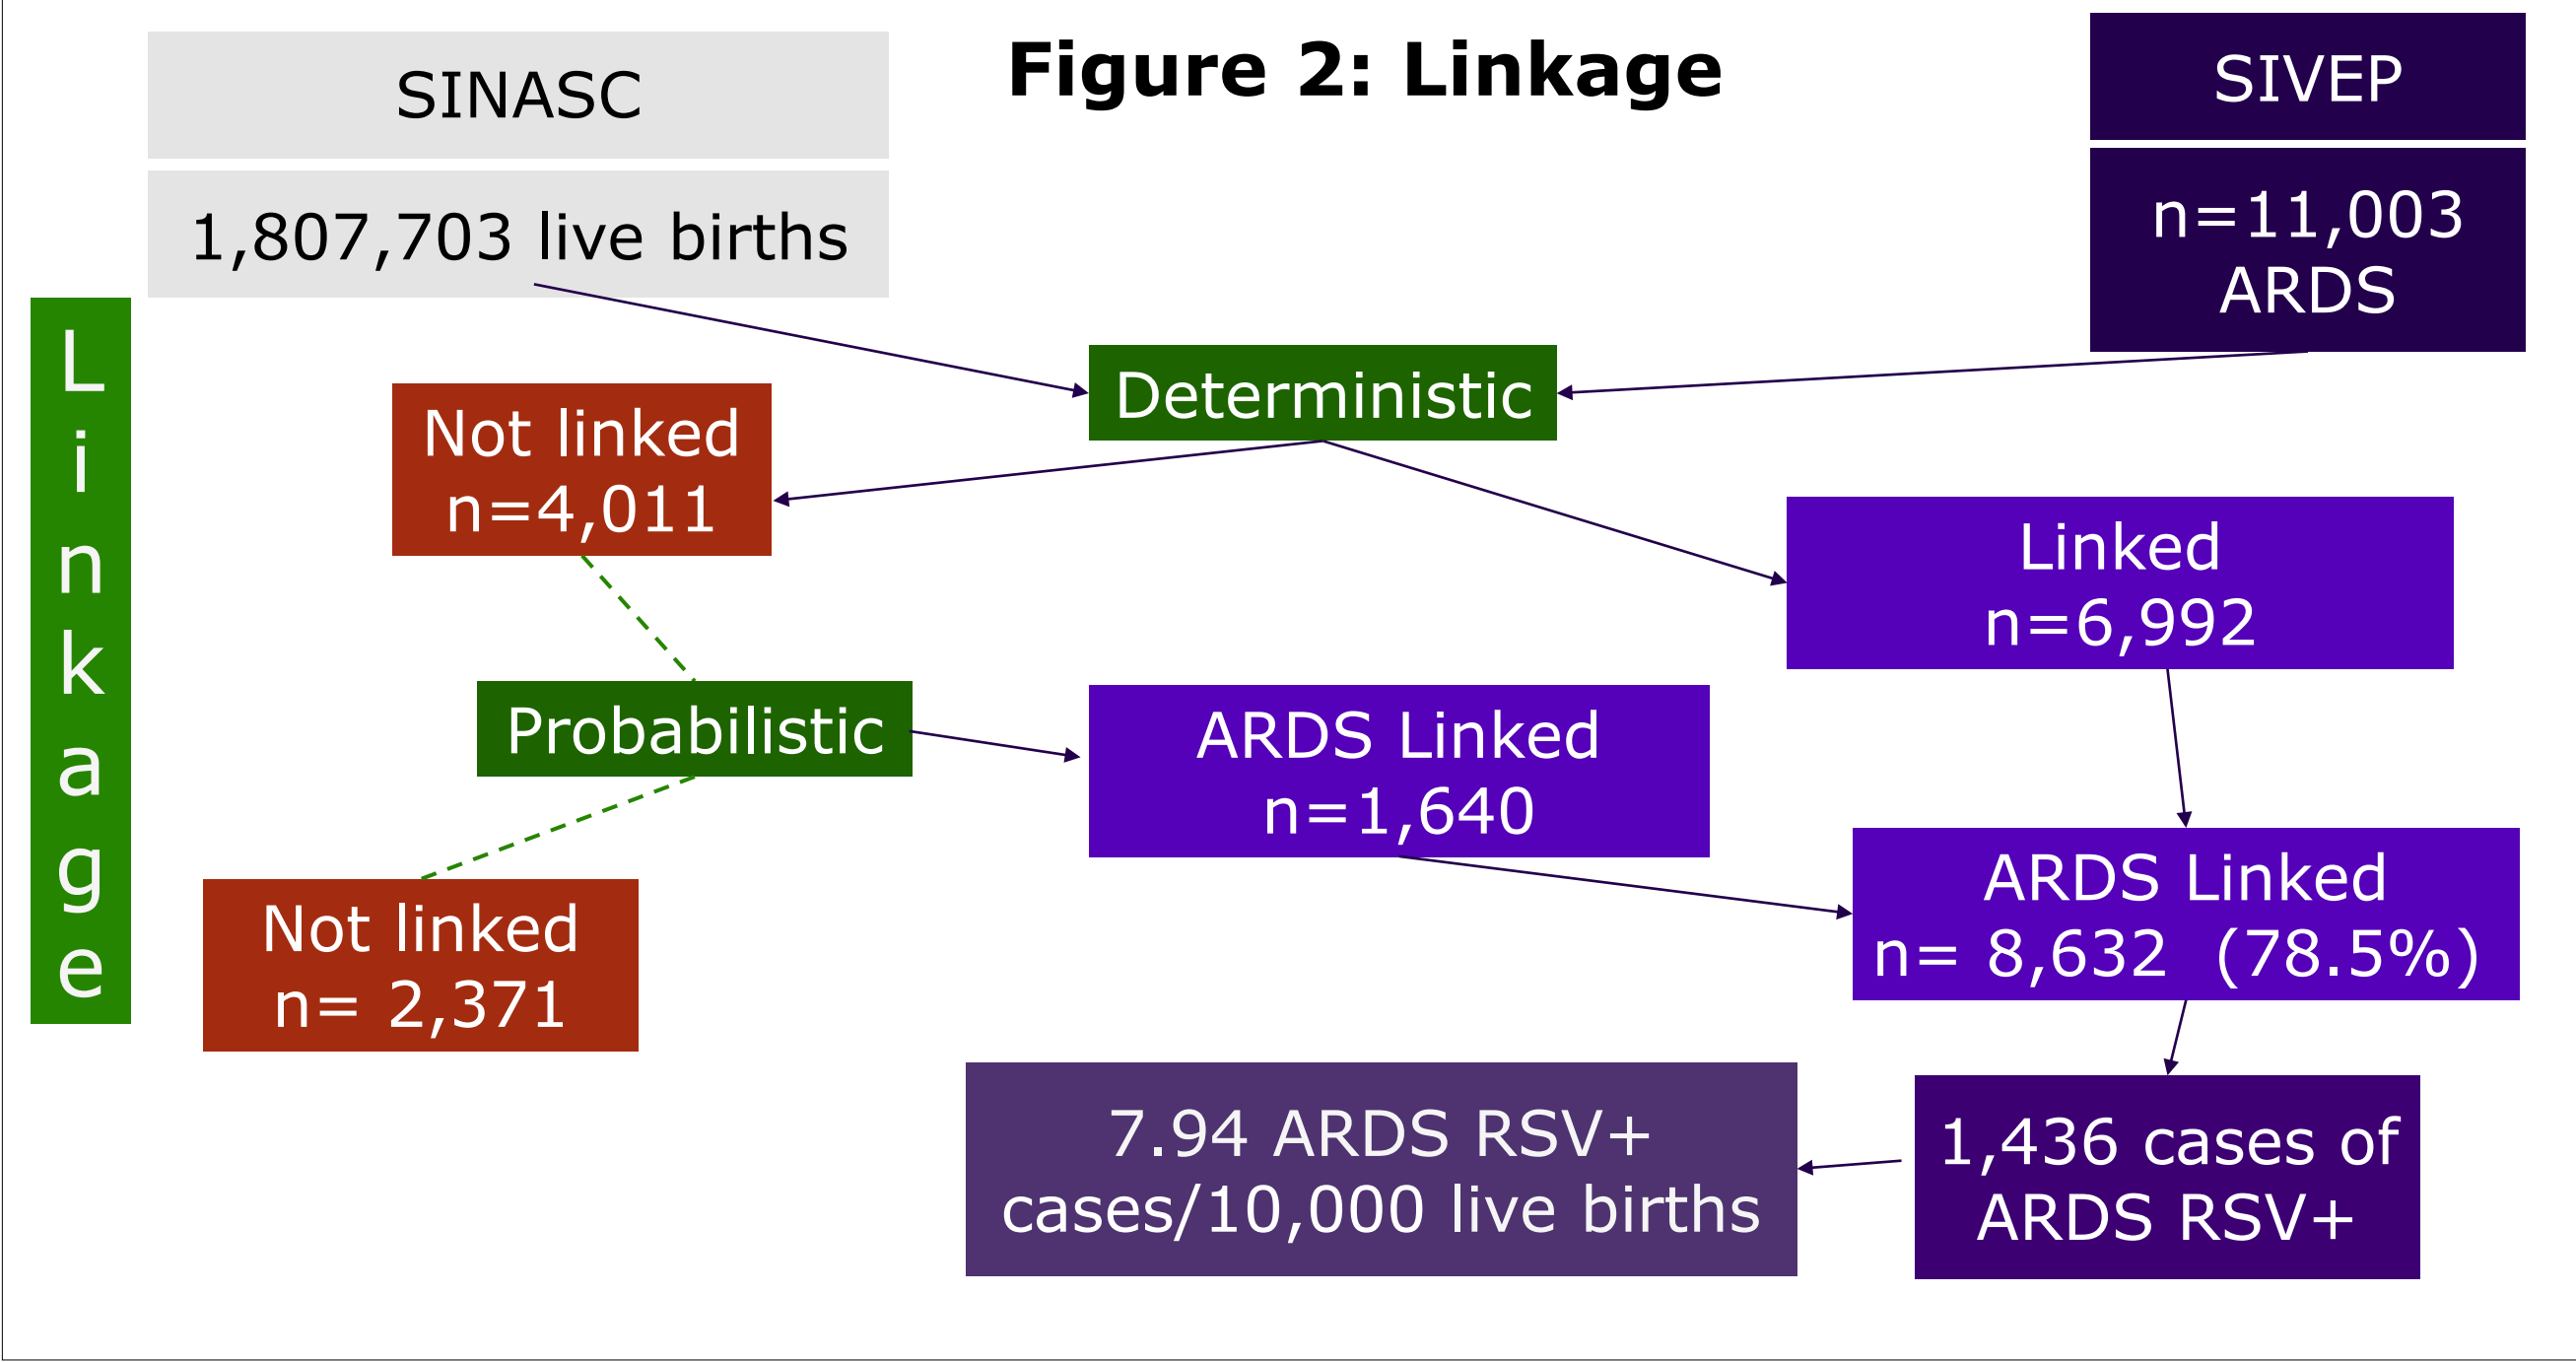 Figure 2: Linkage
SINASC
1,807,703 live births
SIVEP
n=11,003
ARDS
Linkage
Deterministic
Not linked
n=4,011
Linked
n=6,992
Probabilistic
ARDS Linked
n=1,640
ARDS Linked
n= 8,632 (78.5%)
Not linked
n= 2,371
1,436 cases of
ARDS RSV+
7.94 ARDS RSV+
cases/10,000 live births